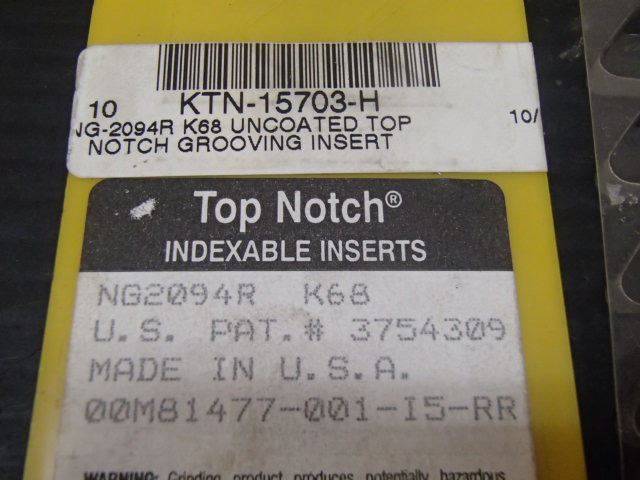 10 KTN-15703-H
NG-2094R K68 UNCOATED TOP 10/
NOTCH GROOVING INSERT
Top Notch®
INDEXABLE INSERTS
NG2094R K68
U.S. PAT.# 3754309
MADE IN U.S.A.
00M81477-001-I5-RR
WARNING: Grinding product produces potentially hazardous